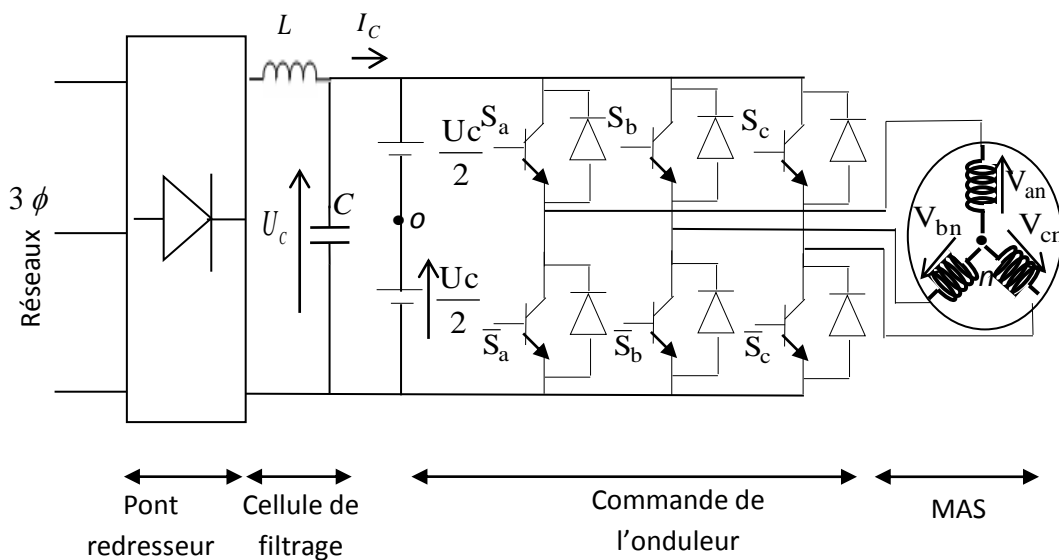 L
I_C
3 ϕ
Réseaux
U_c
C
Uc
2
o
Uc
2
S_a
S_b
S_c
S̅_a
S̅_b
S̅_c
V_an
V_bn
V_cn
n
Pont
redresseur
Cellule de
filtrage
Commande de
l’onduleur
MAS